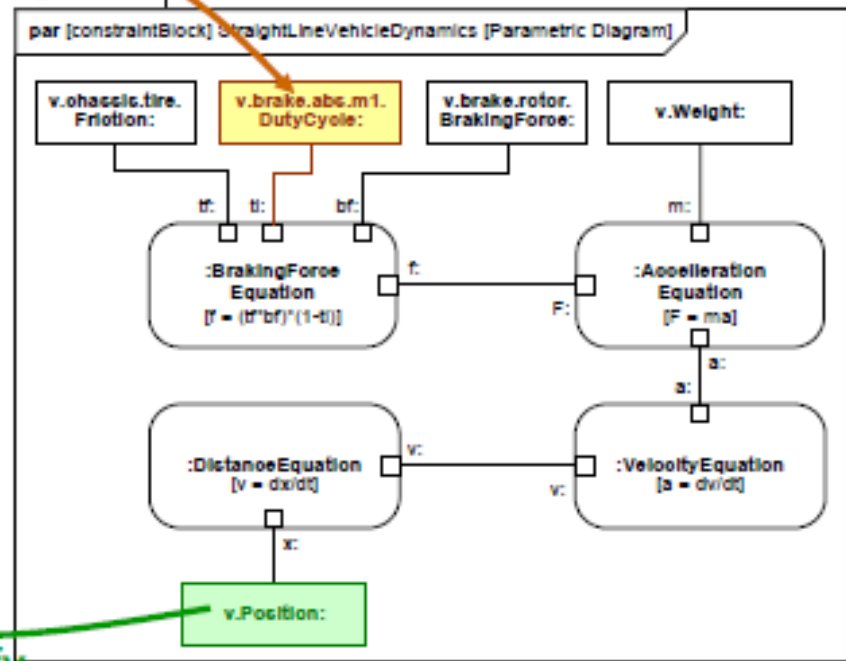 par [constraintBlock] StraightLineVehicleDynamics [Parametric Diagram]
v.chassis.tire.
Friction:
v.brake.abs.m1.
DutyCycle:
v.brake.rotor.
BrakingForce:
v.Weight:
tf:
tl:
bf:
m:
:BrakingForce
Equation
[f = (tf*bf)*(1-tl)]
f:
F:
:Accelleration
Equation
[F = ma]
a:
a:
:DistanceEquation
[v = dx/dt]
v:
v:
:VelocityEquation
[a = dv/dt]
x:
v.Position: